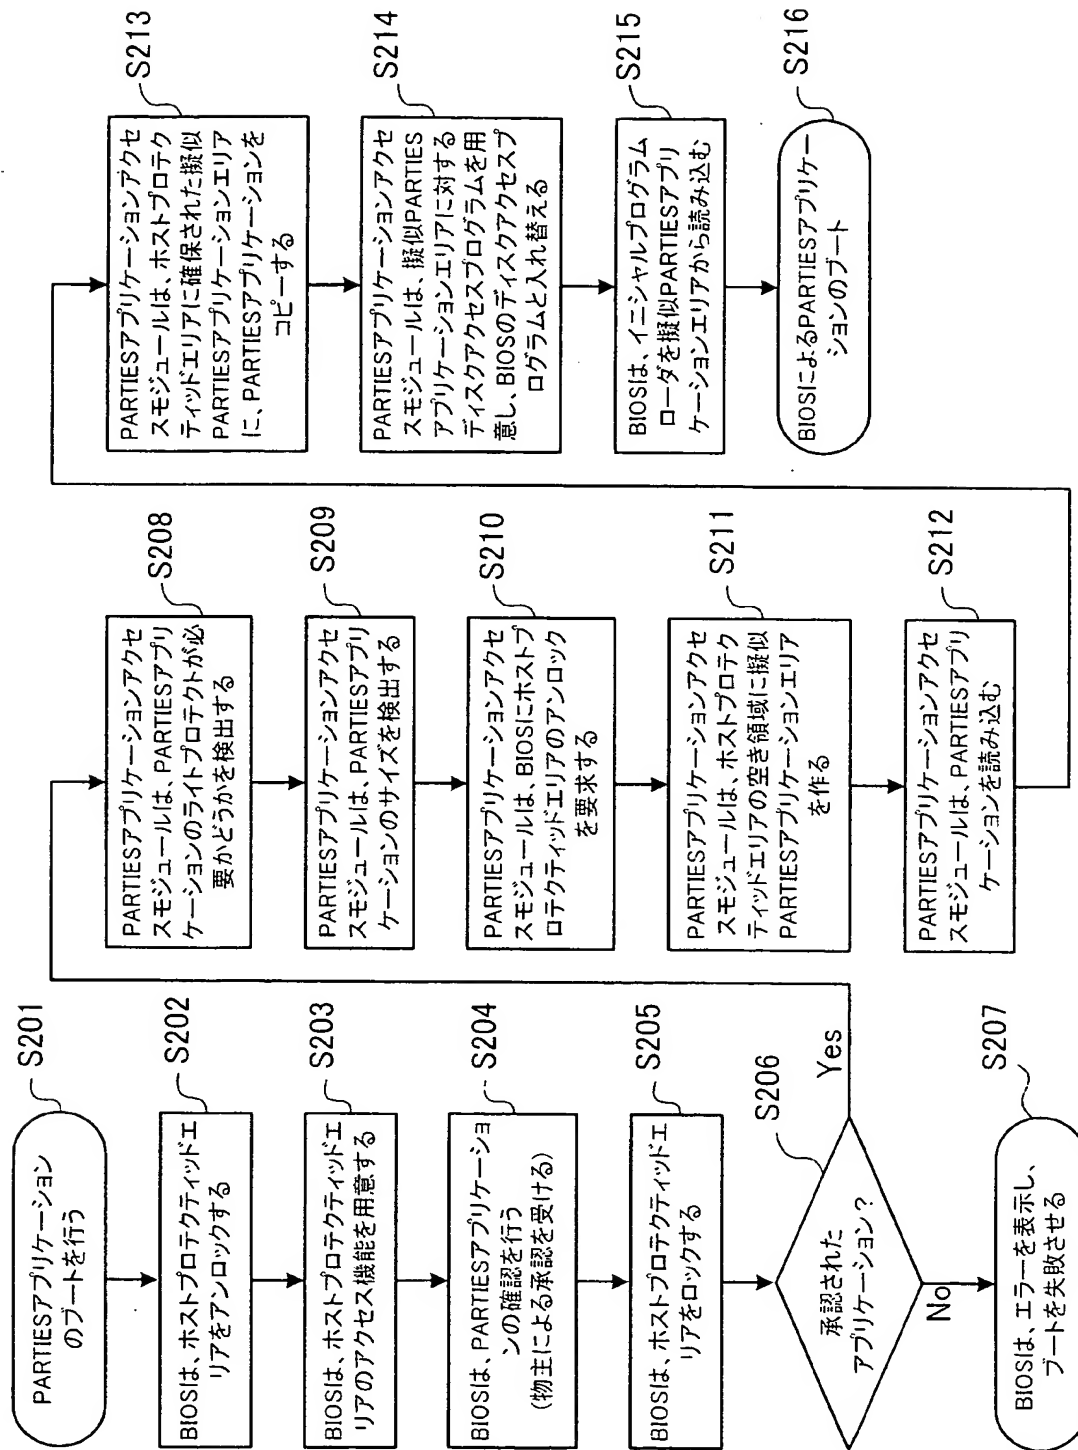 S201
PARTIESアプリケーション
のブートを行う
S202
BIOSは、ホストプロテクティッドエ
リアをアンロックする
S203
BIOSは、ホストプロテクティッドエ
リアのアクセス機能を用意する
S204
BIOSは、PARTIESアプリケーショ
ンの確認を行う
(物主による承認を受ける)
S205
BIOSは、ホストプロテクティッドエ
リアをロックする
S206
承認された
アプリケーション？
Yes
No
S207
BIOSは、エラーを表示し、
ブートを失敗させる
S208
PARTIESアプリケーションアクセ
スモジュールは、PARTIESアプリ
ケーションのライトプロテクトが必
要かどうかを検出する
S209
PARTIESアプリケーションアクセ
スモジュールは、PARTIESアプリ
ケーションのサイズを検出する
S210
PARTIESアプリケーションアクセ
スモジュールは、BIOSにホストプ
ロテクティッドエリアのアンロック
を要求する
S211
PARTIESアプリケーションアクセ
スモジュールは、ホストプロテク
ティッドエリアの空き領域に擬似
PARTIESアプリケーションエリア
を作る
S212
PARTIESアプリケーションアクセ
スモジュールは、PARTIESアプリ
ケーションを読み込む
S213
PARTIESアプリケーションアクセ
スモジュールは、ホストプロテク
ティッドエリアに確保された擬似
PARTIESアプリケーションエリア
に、PARTIESアプリケーションを
コピーする
S214
PARTIESアプリケーションアクセ
スモジュールは、擬似PARTIES
アプリケーションエリアに対する
ディスクアクセスプログラムを用
意し、BIOSのディスクアクセスプ
ログラムと入れ替える
S215
BIOSは、イニシャルプログラム
ローダを擬似PARTIESアプリ
ケーションエリアから読み込む
S216
BIOSによるPARTIESアプリケー
ションのブート